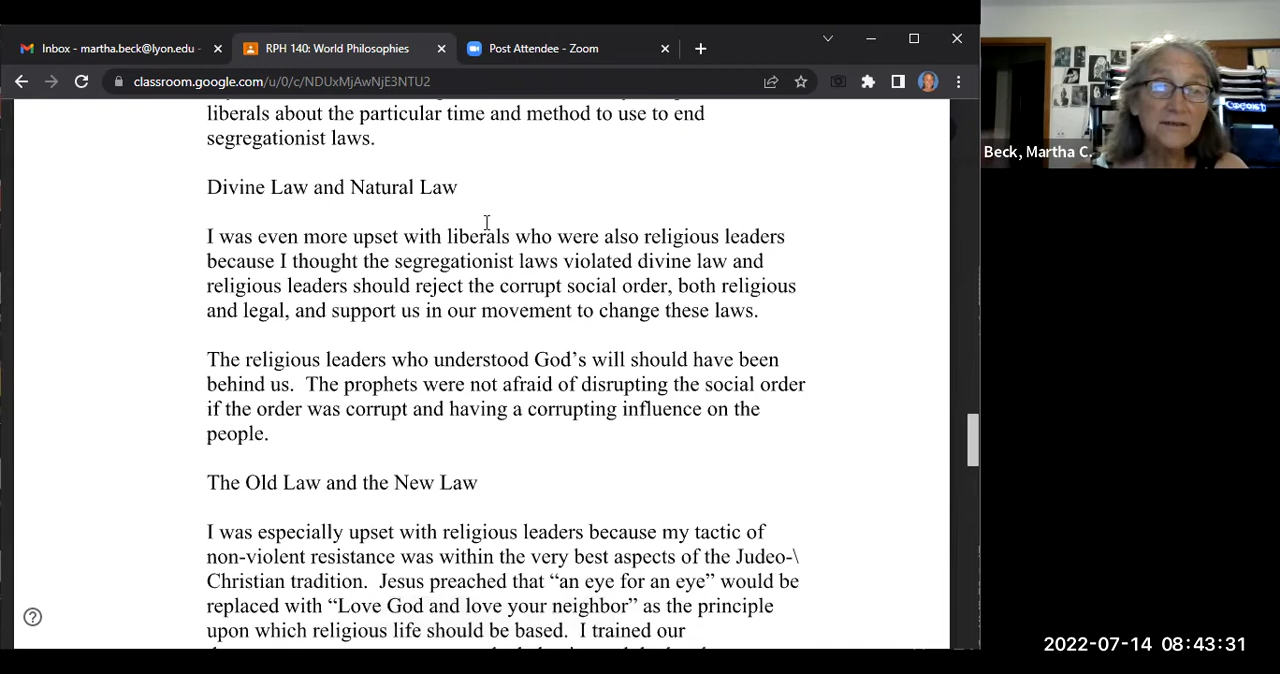 Inbox - martha.beck@lyon.edu -
RPH 140: World Philosophies
Post Attendee - Zoom
classroom.google.com/u/0/c/NDUxMjAwNjE3NTU2
liberals about the particular time and method to use to end
segregationist laws.
Divine Law and Natural Law
I was even more upset with liberals who were also religious leaders
because I thought the segregationist laws violated divine law and
religious leaders should reject the corrupt social order, both religious
and legal, and support us in our movement to change these laws.
The religious leaders who understood God’s will should have been
behind us.  The prophets were not afraid of disrupting the social order
if the order was corrupt and having a corrupting influence on the
people.
The Old Law and the New Law
I was especially upset with religious leaders because my tactic of
non-violent resistance was within the very best aspects of the Judeo-\
Christian tradition.  Jesus preached that “an eye for an eye” would be
replaced with “Love God and love your neighbor” as the principle
upon which religious life should be based.  I trained our
Beck, Martha C.
2022-07-14 08:43:31